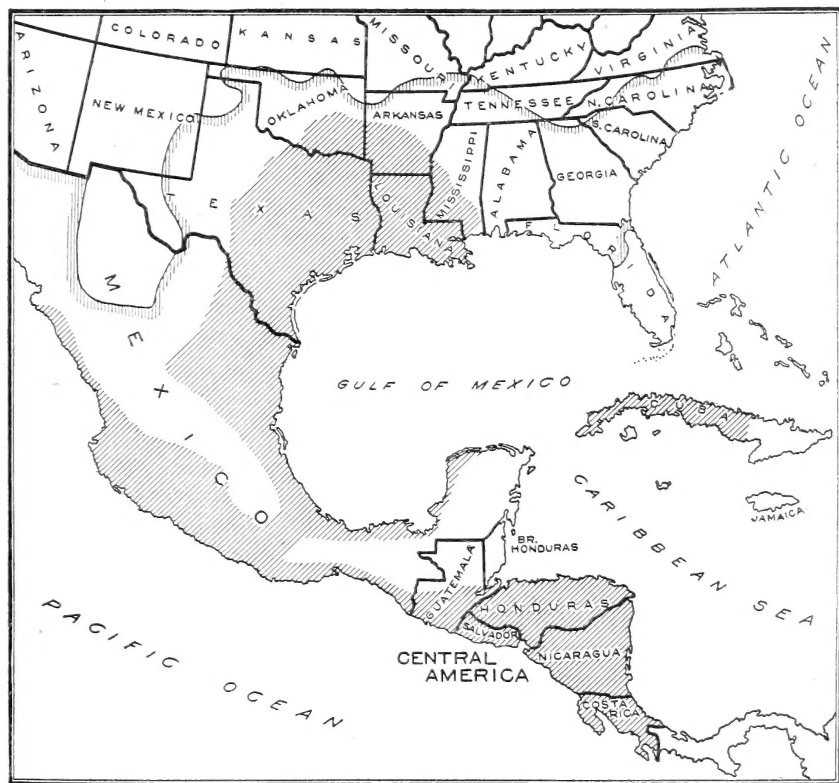 COLORADO
KANSAS
MISSOURI
KENTUCKY
VIRGINIA
ARIZONA
NEW MEXICO
OKLAHOMA
ARKANSAS
TENNESSEE
N. CAROLINA
S. CAROLINA
TEXAS
LOUISIANA
MISSISSIPPI
ALABAMA
GEORGIA
FLORIDA
ATLANTIC OCEAN
MEXICO
GULF OF MEXICO
CUBA
JAMAICA
CARIBBEAN SEA
BR.
HONDURAS
GUATEMALA
HONDURAS
SALVADOR
NICARAGUA
CENTRAL
AMERICA
COSTA
RICA
PACIFIC OCEAN